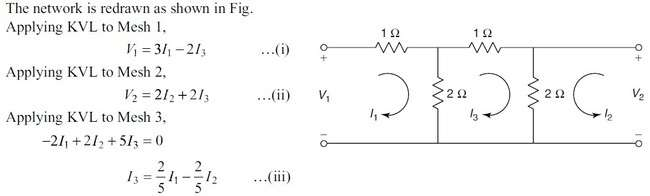 The network is redrawn as shown in Fig.
Applying KVL to Mesh 1,
V₁ = 3I₁ − 2I₃ …(i)
Applying KVL to Mesh 2,
V₂ = 2I₂ + 2I₃ …(ii)
Applying KVL to Mesh 3,
−2I₁ + 2I₂ + 5I₃ = 0
I₃ = 2/5 I₁ − 2/5 I₂ …(iii)
1 Ω 1 Ω
+ +
V₁ 2 Ω 2 Ω V₂
I₁ I₃ I₂
− −